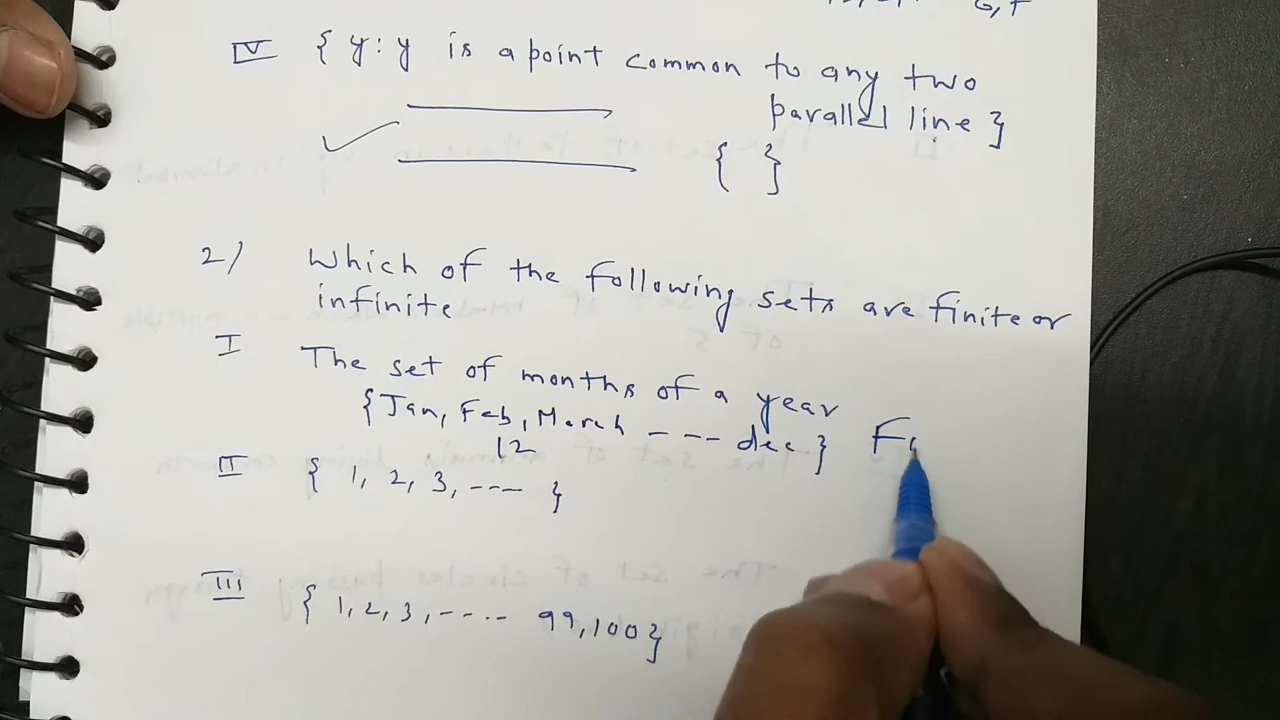 IV { y: y is a point common to any two
parallel line }
{ }
2) Which of the following sets are finite or
infinite
I The set of months of a year
{Jan, Feb, March --- dec} Fi
12
II { 1, 2, 3, --- }
III { 1, 2, 3, ---.. 99, 100}